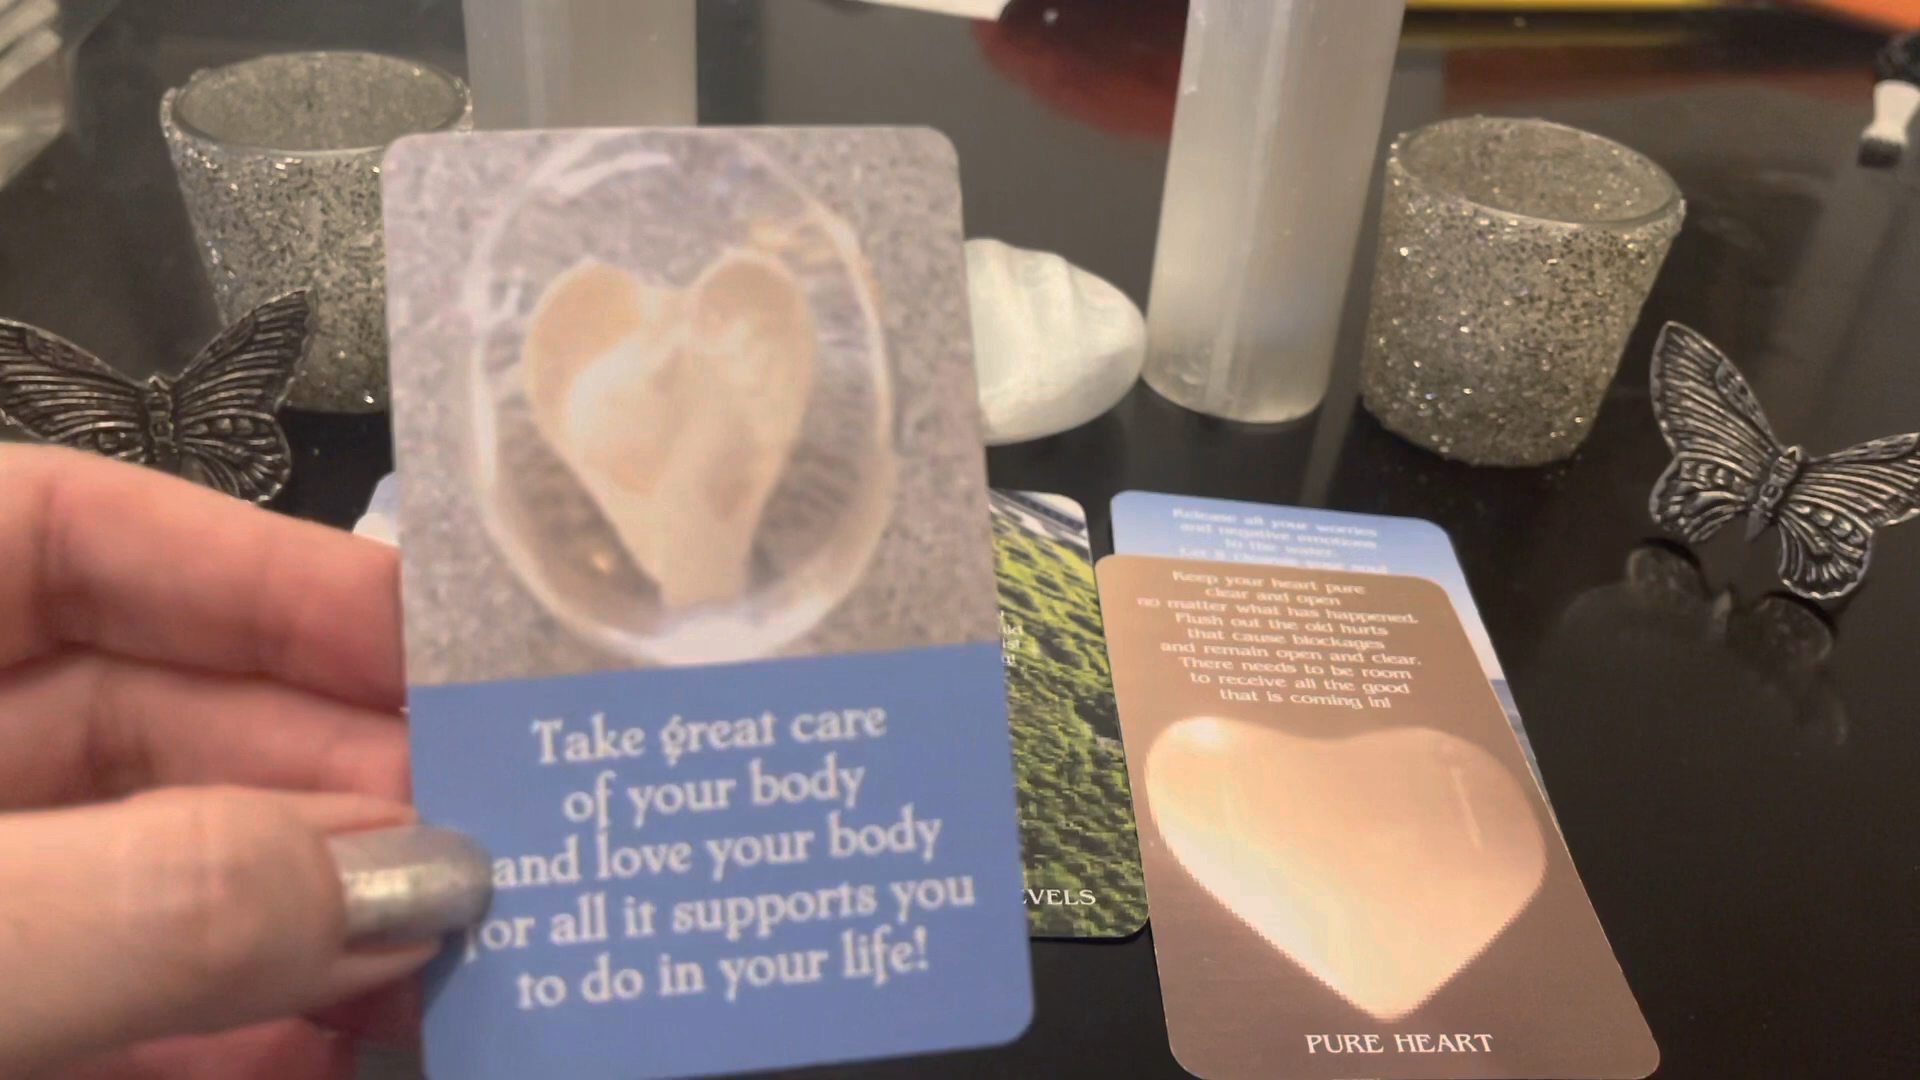 Take great care
of your body
and love your body
for all it supports you
to do in your life!
EVELS
Release all your worries
and negative emotions
to the water.
Keep your heart pure
clear and open
no matter what has happened.
Flush out the old hurts
that cause blockages
and remain open and clear.
There needs to be room
to receive all the good
that is coming in!
PURE HEART